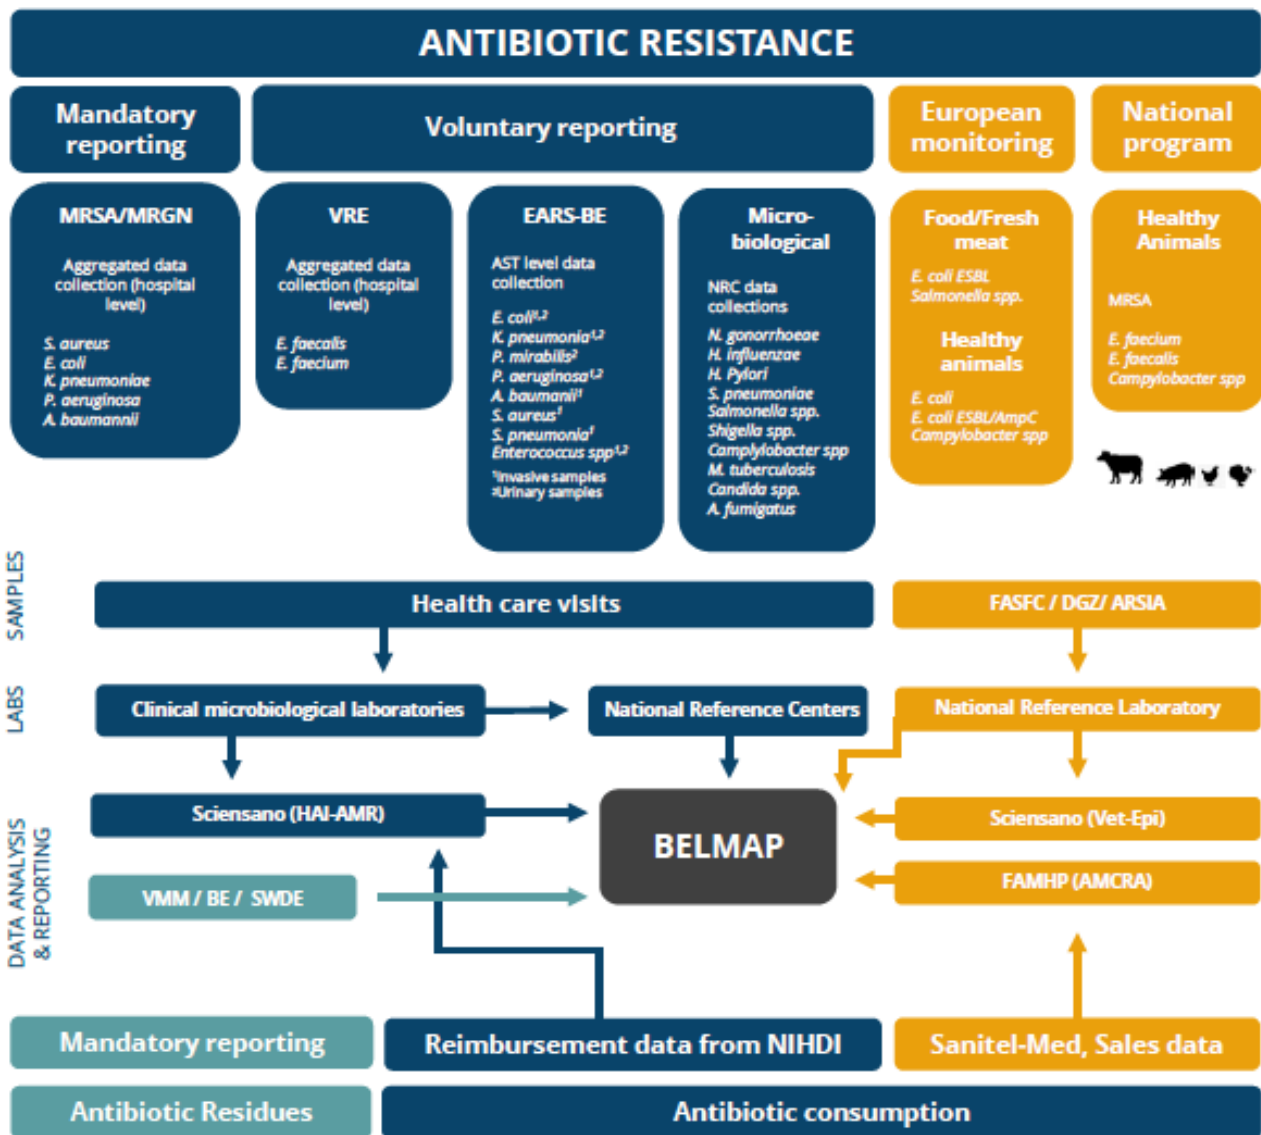 ANTIBIOTIC RESISTANCE
Mandatory
reporting
Voluntary reporting
European
monitoring
National
program
MRSA/MRGN
Aggregated data
collection (hospital
level)
S. aureus
E. coli
K. pneumoniae
P. aeruginosa
A. baumannii
VRE
Aggregated data
collection (hospital
level)
E. faecalis
E. faecium
EARS-BE
AST level data
collection
E. coli¹,²
K. pneumonia¹,²
P. mirabilis²
P. aeruginosa¹,²
A. baumanii¹
S. aureus¹
S. pneumonia¹
Enterococcus spp¹,²
¹Invasive samples
²Urinary samples
Micro-
biological
NRC data
collections
N. gonorrhoeae
H. influenzae
H. Pylori
S. pneumoniae
Salmonella spp.
Shigella spp.
Camplylobacter spp
M. tuberculosis
Candida spp.
A. fumigatus
Food/Fresh
meat
E. coli ESBL
Salmonella spp.
Healthy
animals
E. coli
E. coli ESBL/AmpC
Campylobacter spp
Healthy
Animals
MRSA
E. faecium
E. faecalis
Campylobacter spp
SAMPLES
Health care visits
FASFC / DGZ/ ARSIA
LABS
Clinical microbiological laboratories
National Reference Centers
National Reference Laboratory
DATA ANALYSIS
& REPORTING
Sciensano (HAI-AMR)
BELMAP
Sciensano (Vet-Epi)
VMM / BE / SWDE
FAMHP (AMCRA)
Mandatory reporting
Reimbursement data from NIHDI
Sanitel-Med, Sales data
Antibiotic Residues
Antibiotic consumption